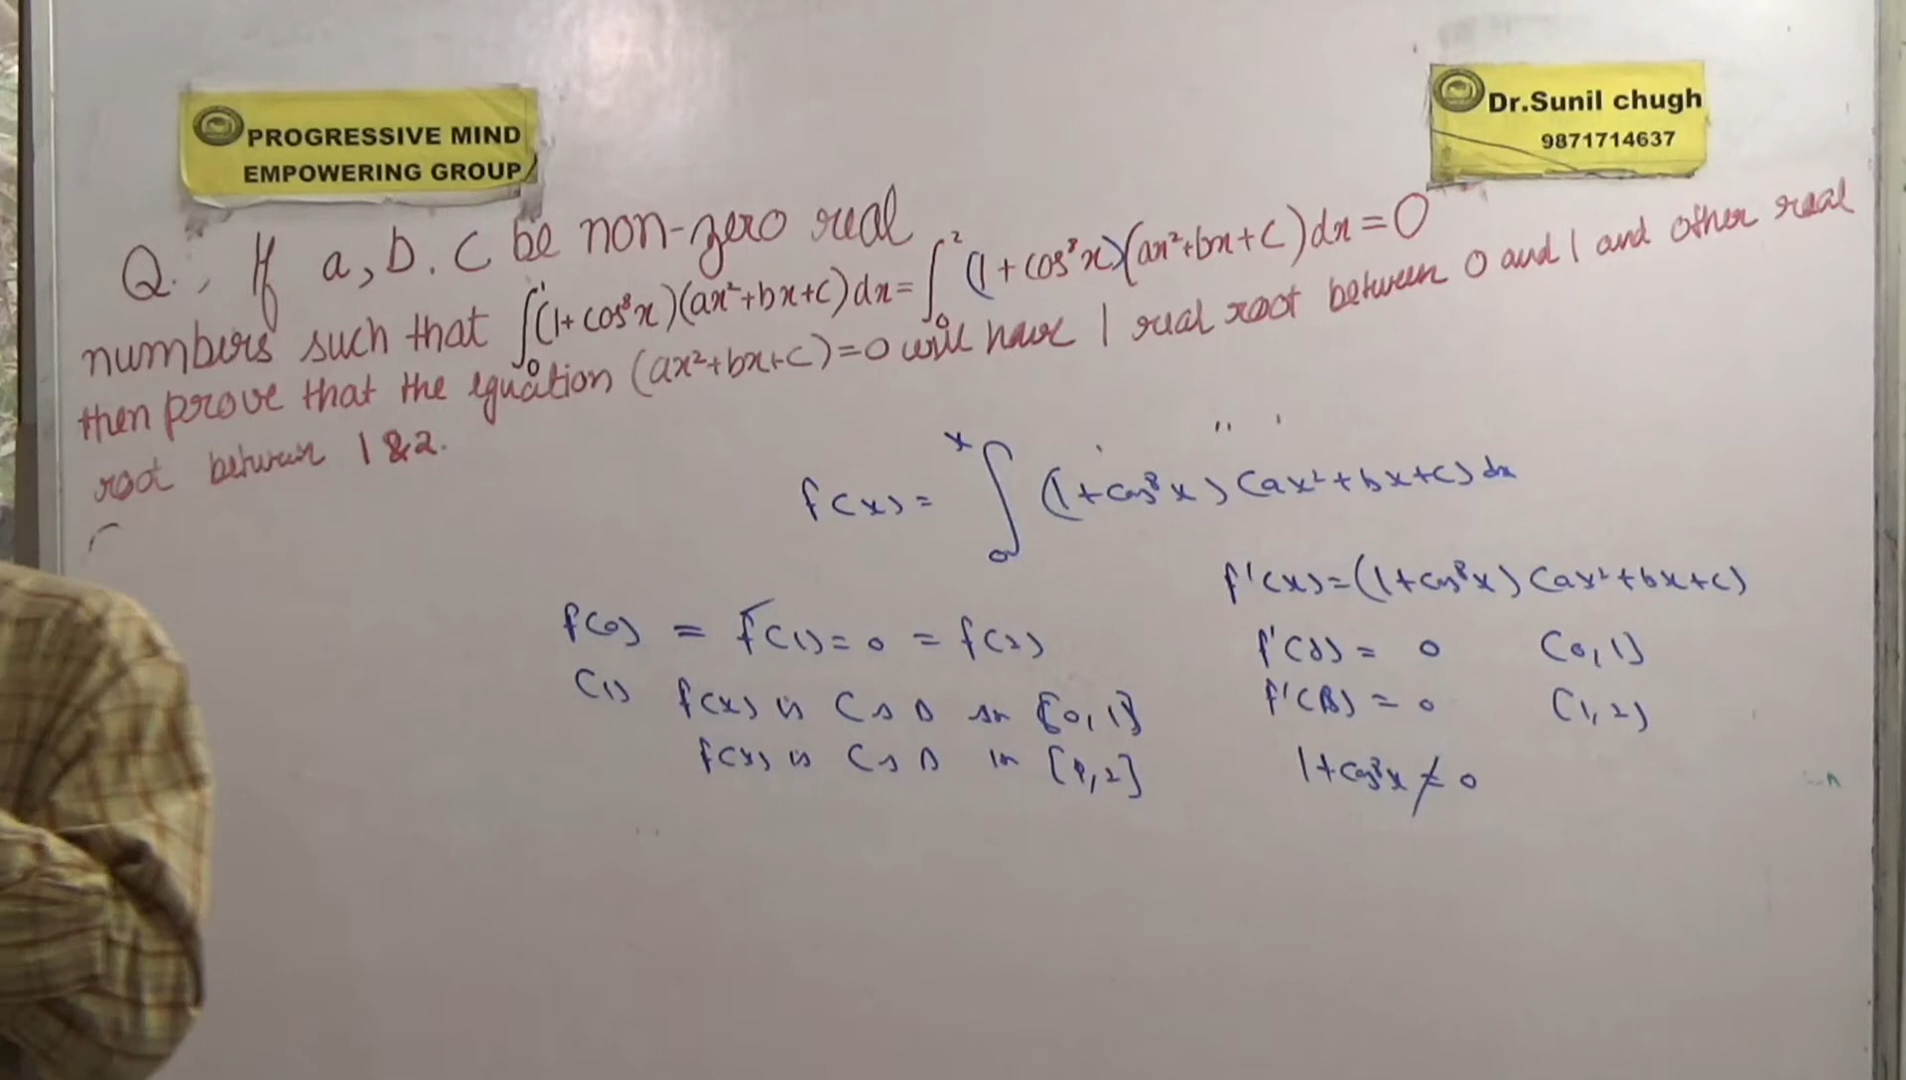 PROGRESSIVE MIND
EMPOWERING GROUP
Dr.Sunil chugh
9871714637
Q., If a, b. c be non-zero real
numbers such that ∫₀¹(1+cos⁸x)(ax²+bx+c)dx=∫₀²(1+cos⁸x)(ax²+bx+c)dx=0
then prove that the equation (ax²+bx+c)=0 will have 1 real root between 0 and 1 and other real
root between 1&2.
f(x)= ∫₀ˣ (1+cos⁸x)(ax²+bx+c)dx
f'(x)=(1+cos⁸x)(ax²+bx+c)
f(0) = f(1)=0 = f(2)
f'( )= 0 (0,1)
(1) f(x) is C & D in [0,1]
f'(β)=0 (1,2)
f(x) is C & D in [1,2]
1+cos⁸x≠0